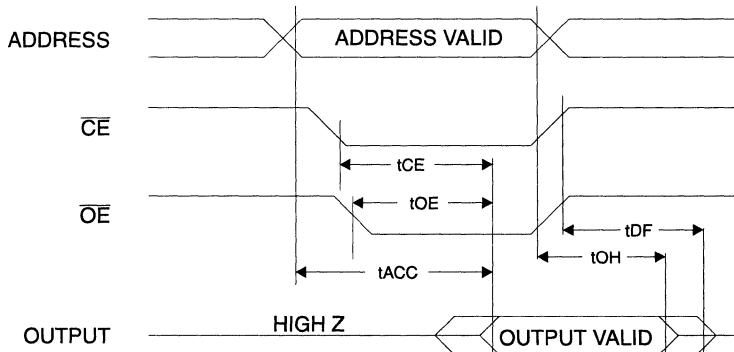 ADDRESS
ADDRESS VALID
CE
tCE
OE
tOE
tDF
tOH
tACC
HIGH Z
OUTPUT
OUTPUT VALID